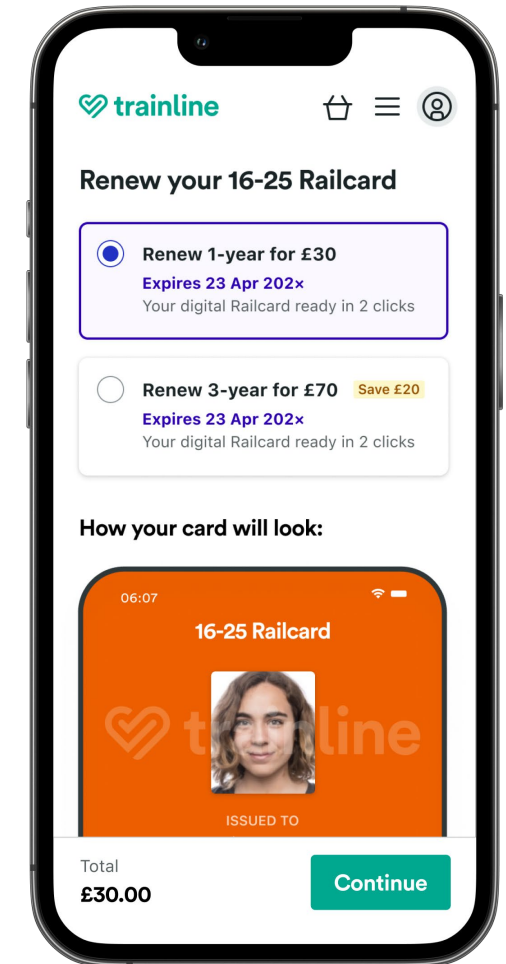 trainline
Renew your 16-25 Railcard
Renew 1-year for £30
Expires 23 Apr 202×
Your digital Railcard ready in 2 clicks
Renew 3-year for £70 Save £20
Expires 23 Apr 202×
Your digital Railcard ready in 2 clicks
How your card will look:
06:07
16-25 Railcard
trainline
ISSUED TO
Total
£30.00
Continue